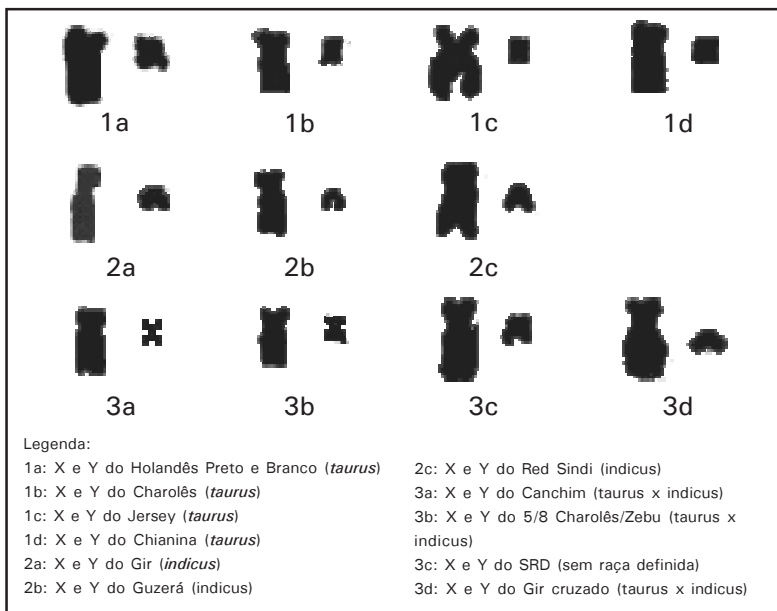 1a 1b 1c 1d
2a 2b 2c
3a 3b 3c 3d
Legenda:
1a: X e Y do Holandês Preto e Branco (taurus)
1b: X e Y do Charolês (taurus)
1c: X e Y do Jersey (taurus)
1d: X e Y do Chianina (taurus)
2a: X e Y do Gir (indicus)
2b: X e Y do Guzerá (indicus)
2c: X e Y do Red Sindi (indicus)
3a: X e Y do Canchim (taurus x indicus)
3b: X e Y do 5/8 Charolês/Zebu (taurus x
indicus)
3c: X e Y do SRD (sem raça definida)
3d: X e Y do Gir cruzado (taurus x indicus)